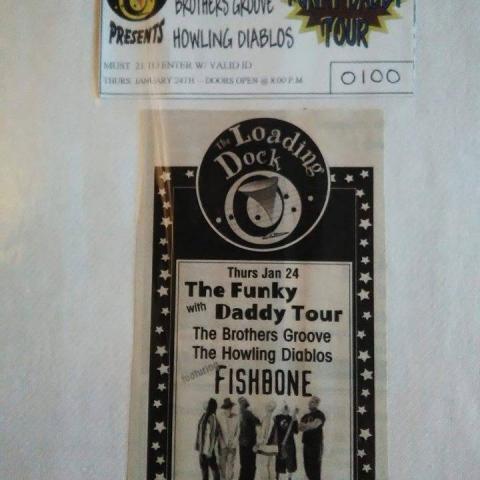 BROTHERS GROOVE
PRESENTS
HOWLING DIABLOS
DADDY
TOUR
MUST 21 TO ENTER W/ VALID ID
THURS. JANUARY 24TH - DOORS OPEN @ 8:00 P.M.
0100
The Loading Dock
Thurs Jan 24
The Funky
with Daddy Tour
The Brothers Groove
The Howling Diablos
featuring FISHBONE